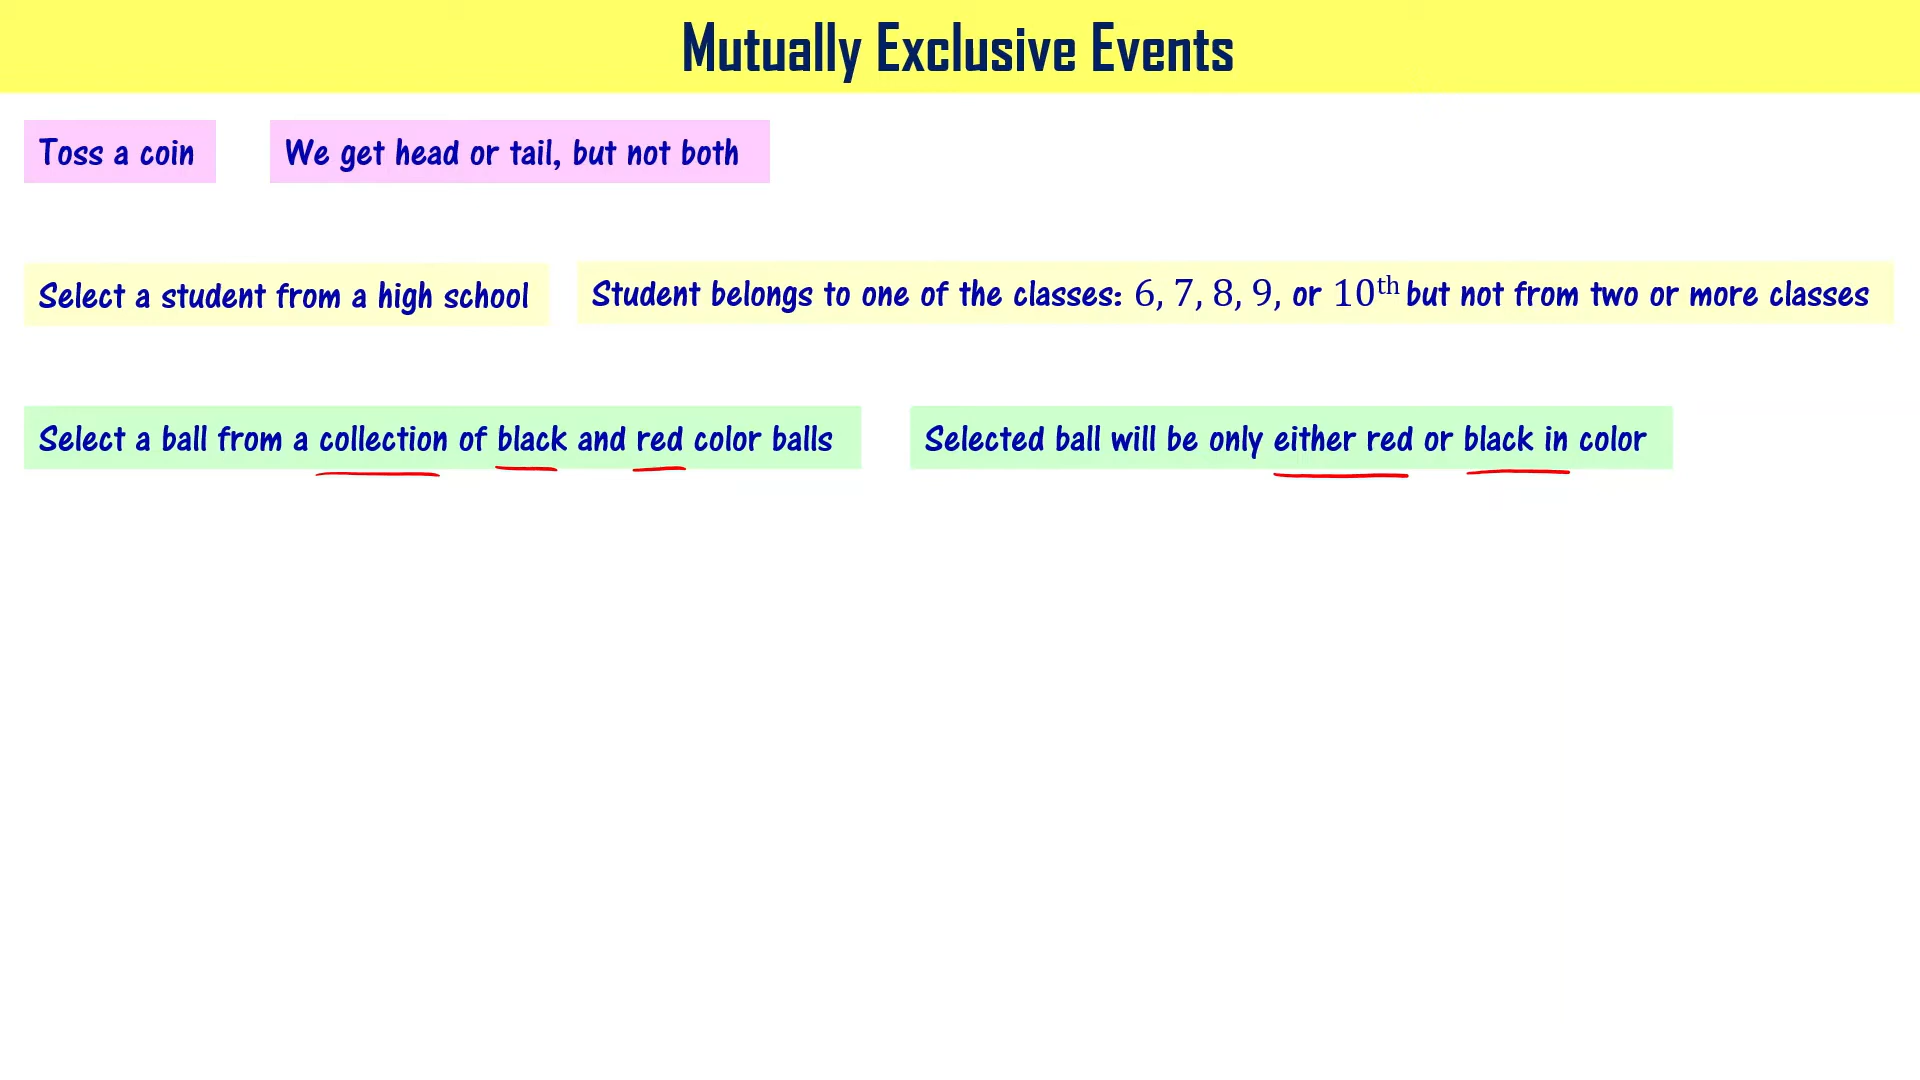 Mutually Exclusive Events
Toss a coin
We get head or tail, but not both
Select a student from a high school
Student belongs to one of the classes: 6, 7, 8, 9, or 10th but not from two or more classes
Select a ball from a collection of black and red color balls
Selected ball will be only either red or black in color